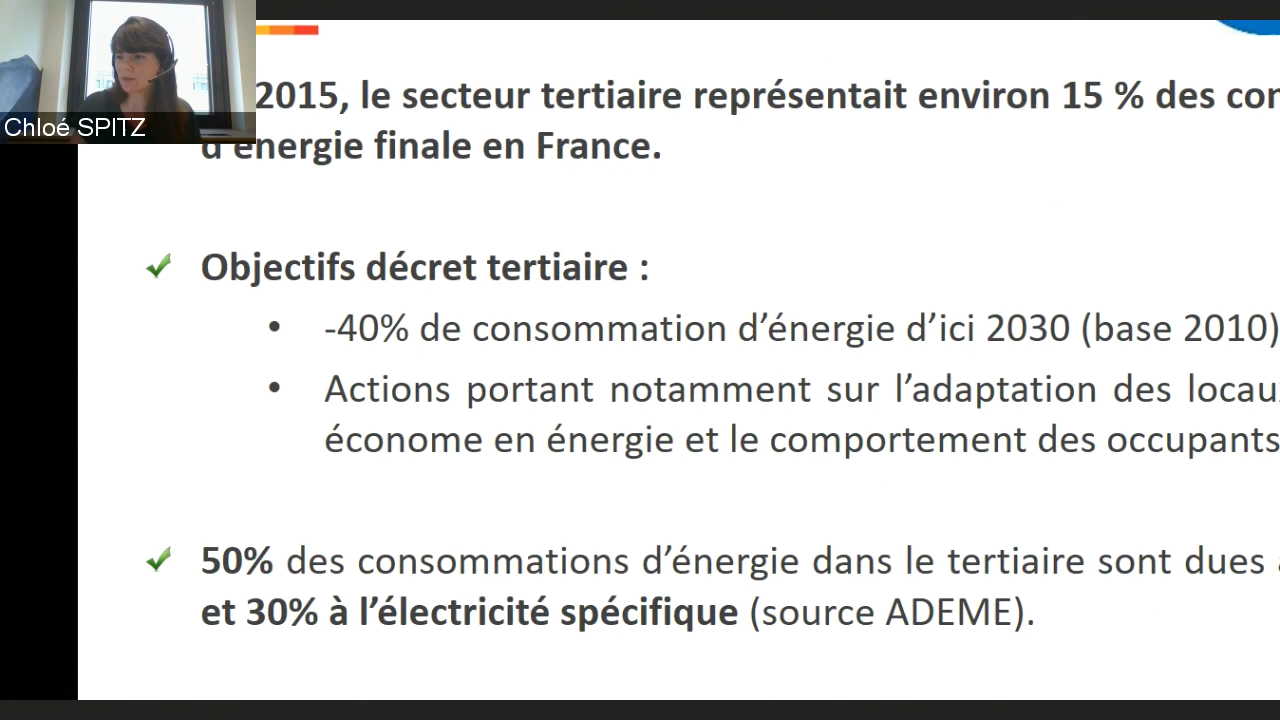 Chloé SPITZ
2015, le secteur tertiaire représentait environ 15 % des
d'énergie finale en France.
Objectifs décret tertiaire :
• -40% de consommation d’énergie d’ici 2030 (base 2010)
• Actions portant notamment sur l’adaptation des
économe en énergie et le comportement des occupants
50% des consommations d’énergie dans le tertiaire sont dues
et 30% à l’électricité spécifique (source ADEME).